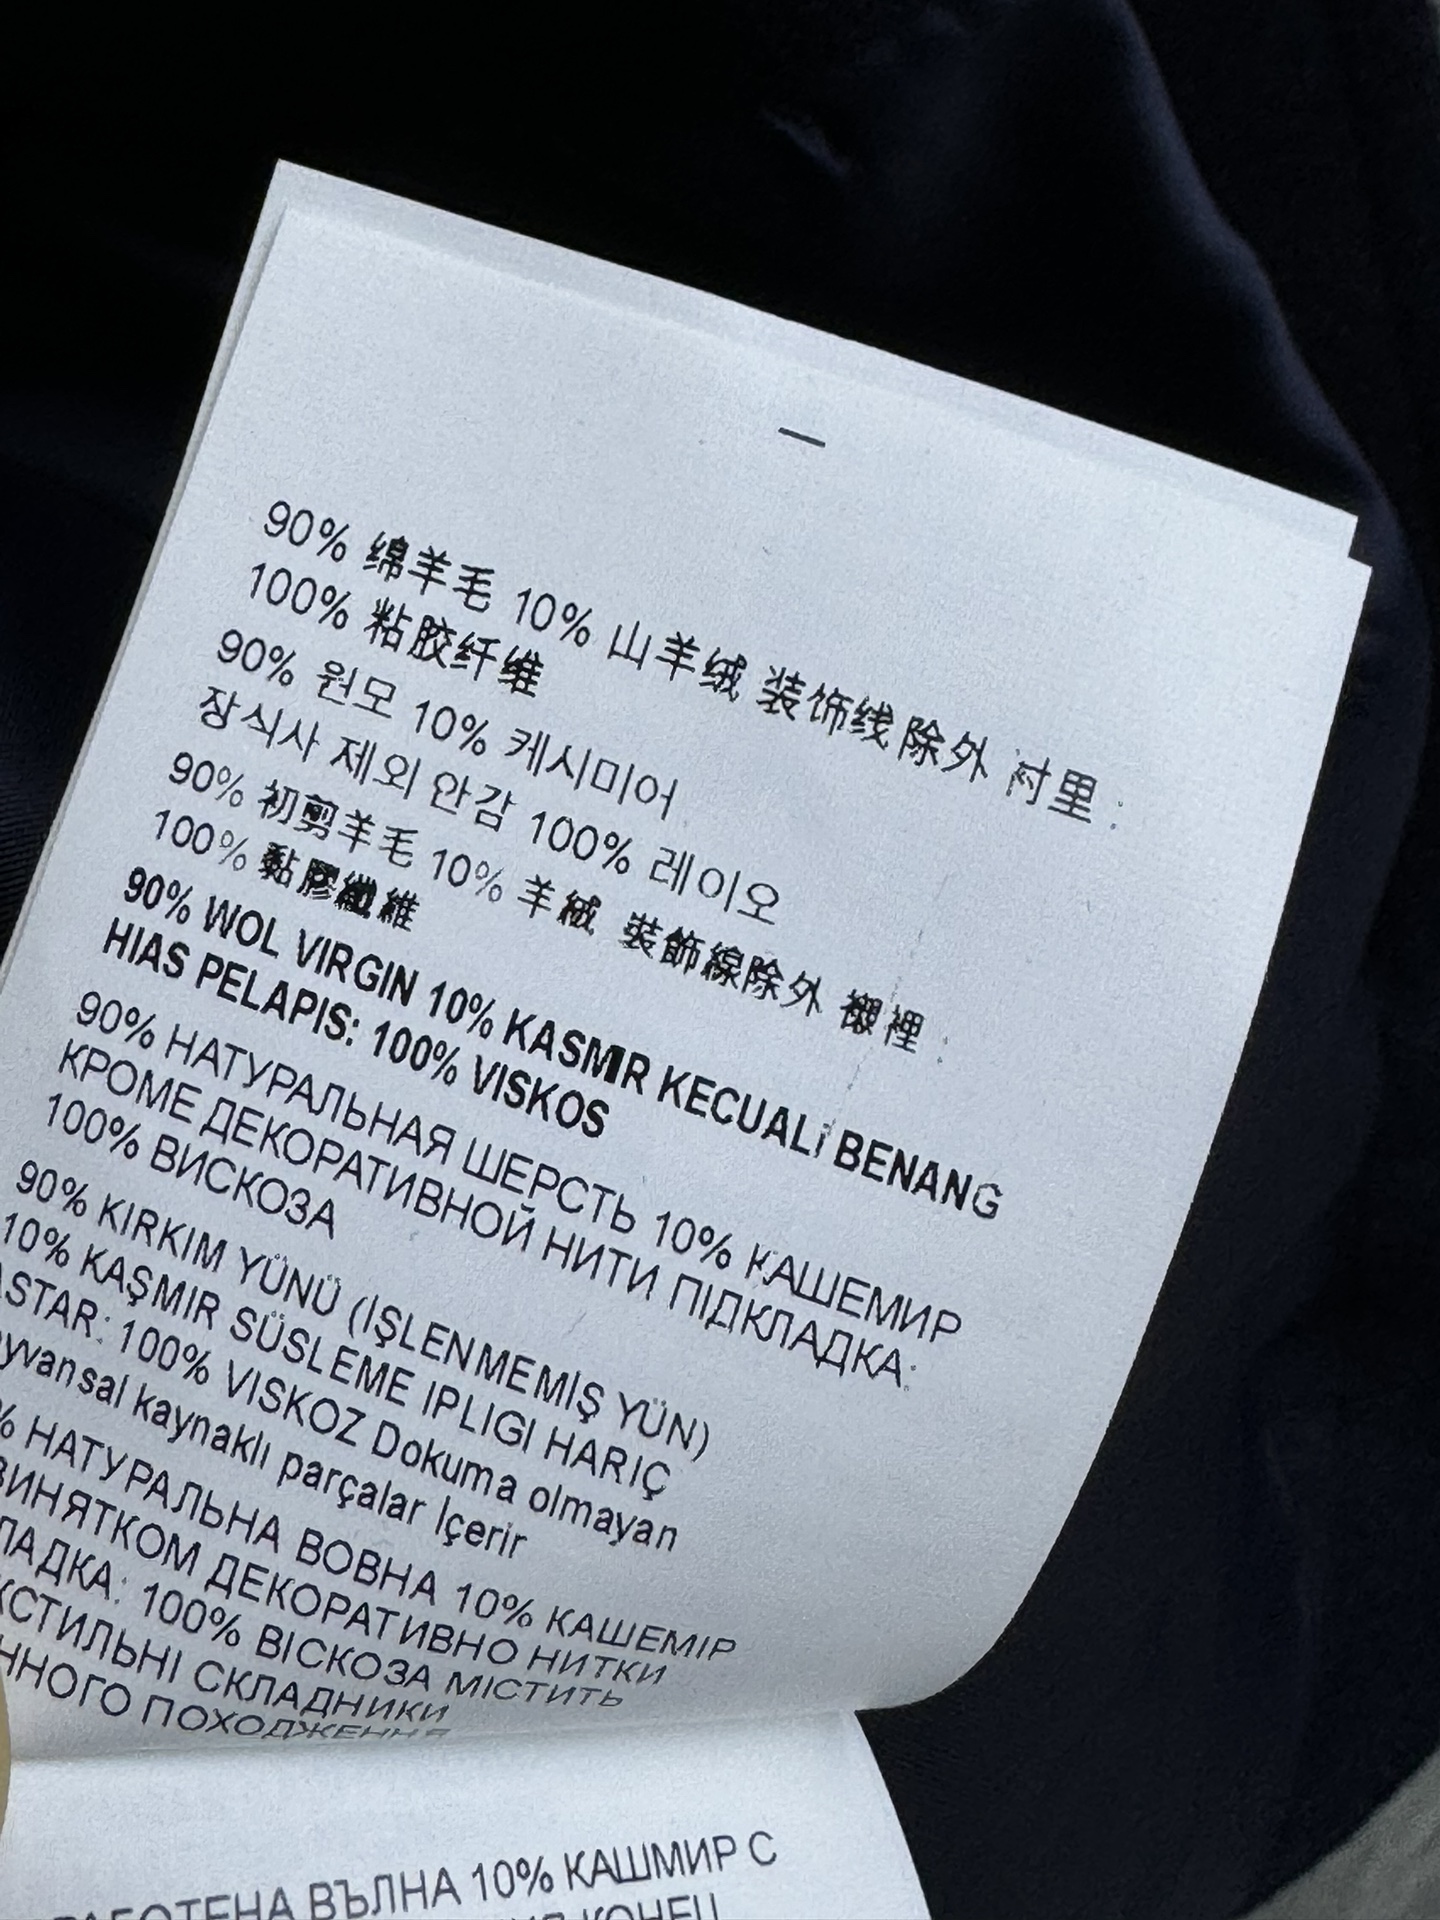 90% 绵羊毛 10% 山羊绒 装饰线除外 衬里 :
100% 粘胶纤维
90% 원모 10% 케시미어
장식사 제외 안감 100% 레이오
90% 初剪羊毛 10% 羊絨 裝飾線除外 襯裡 :
100% 黏膠纖維
90% WOL VIRGIN 10% KASMIR KECUALI BENANG
HIAS PELAPIS: 100% VISKOS
90% НАТУРАЛЬНАЯ ШЕРСТЬ 10% КАШЕМИР
КРОМЕ ДЕКОРАТИВНОЙ НИТИ ПІДКЛАДКА:
100% ВИСКОЗА
90% KIRKIM YÜNÜ (İŞLENMEMİŞ YÜN)
10% KAŞMIR SÜSLEME IPLIGI HARIÇ
ASTAR: 100% VISKOZ Dokuma olmayan
yvansal kaynaklı parçalar Içerir
% НАТУРАЛЬНА ВОВНА 10% КАШЕМІР
ВИНЯТКОМ ДЕКОРАТИВНО НИТКИ
ЛАДКА: 100% ВІСКОЗА МІСТИТЬ
КСТИЛЬНІ СКЛАДНИКИ
ННОГО ПОХОДЖЕННЯ
РАБОТЕНА ВЪЛНА 10% КАШМИР С
КОНЕЦ